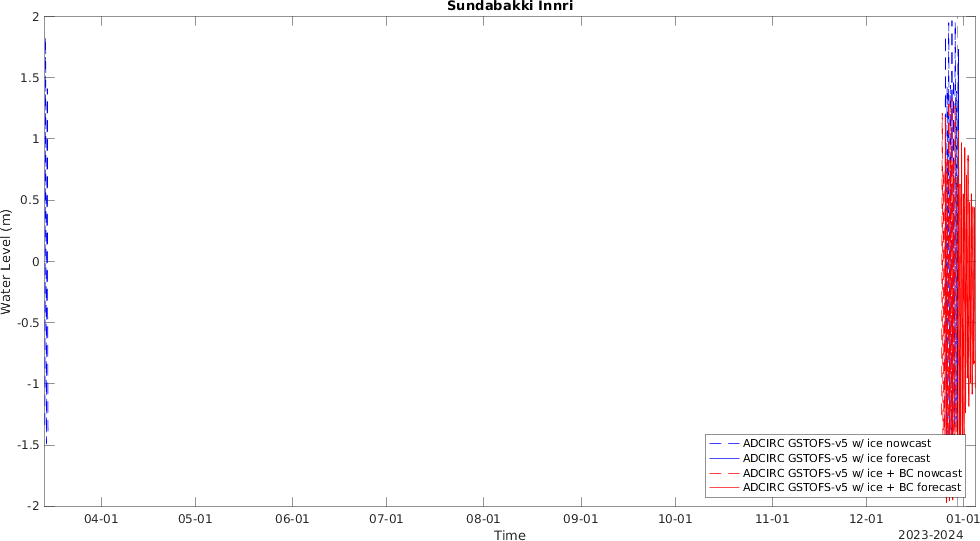 Sundabakki Innri
2
1.5
1
0.5
0
-0.5
-1
-1.5
-2
Water Level (m)
ADCIRC GSTOFS-v5 w/ ice nowcast
ADCIRC GSTOFS-v5 w/ ice forecast
ADCIRC GSTOFS-v5 w/ ice + BC nowcast
ADCIRC GSTOFS-v5 w/ ice + BC forecast
04-01 05-01 06-01 07-01 08-01 09-01 10-01 11-01 12-01 01-01
Time
2023-2024